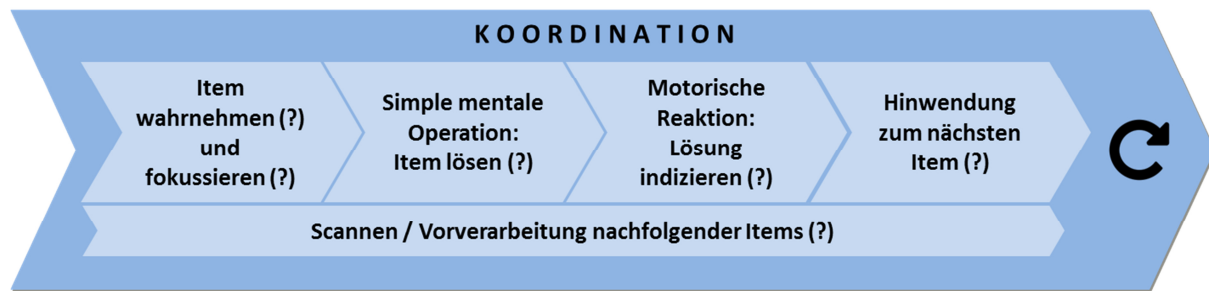 KOORDINATION
Item
wahrnehmen (?)
und
fokussieren (?)
Simple mentale
Operation:
Item lösen (?)
Motorische
Reaktion:
Lösung
indizieren (?)
Hinwendung
zum nächsten
Item (?)
Scannen / Vorverarbeitung nachfolgender Items (?)